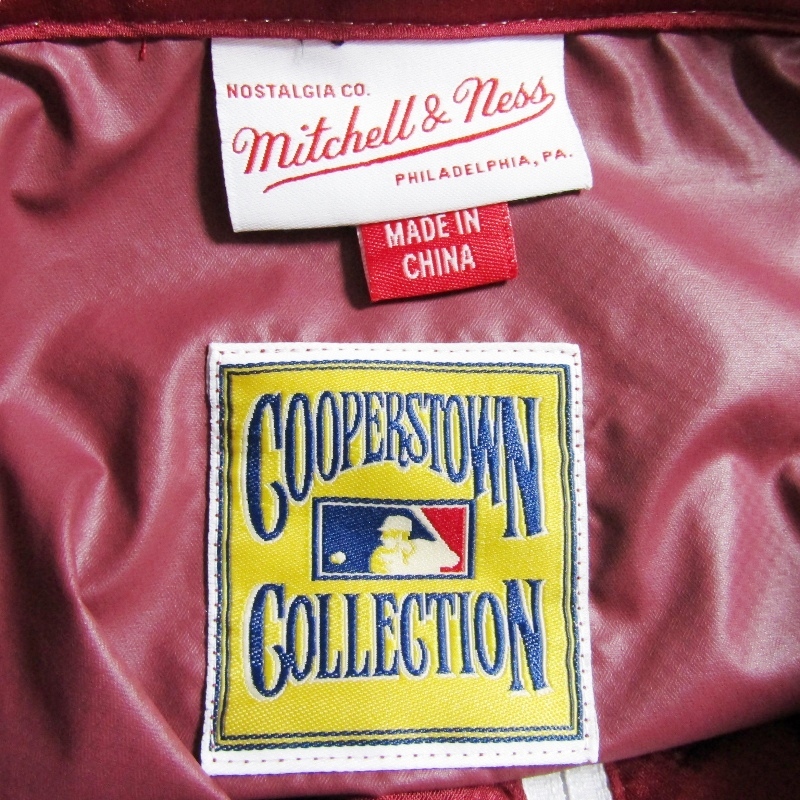 NOSTALGIA CO.
Mitchell & Ness
PHILADELPHIA, PA.
MADE IN
CHINA
COOPERSTOWN
COLLECTION